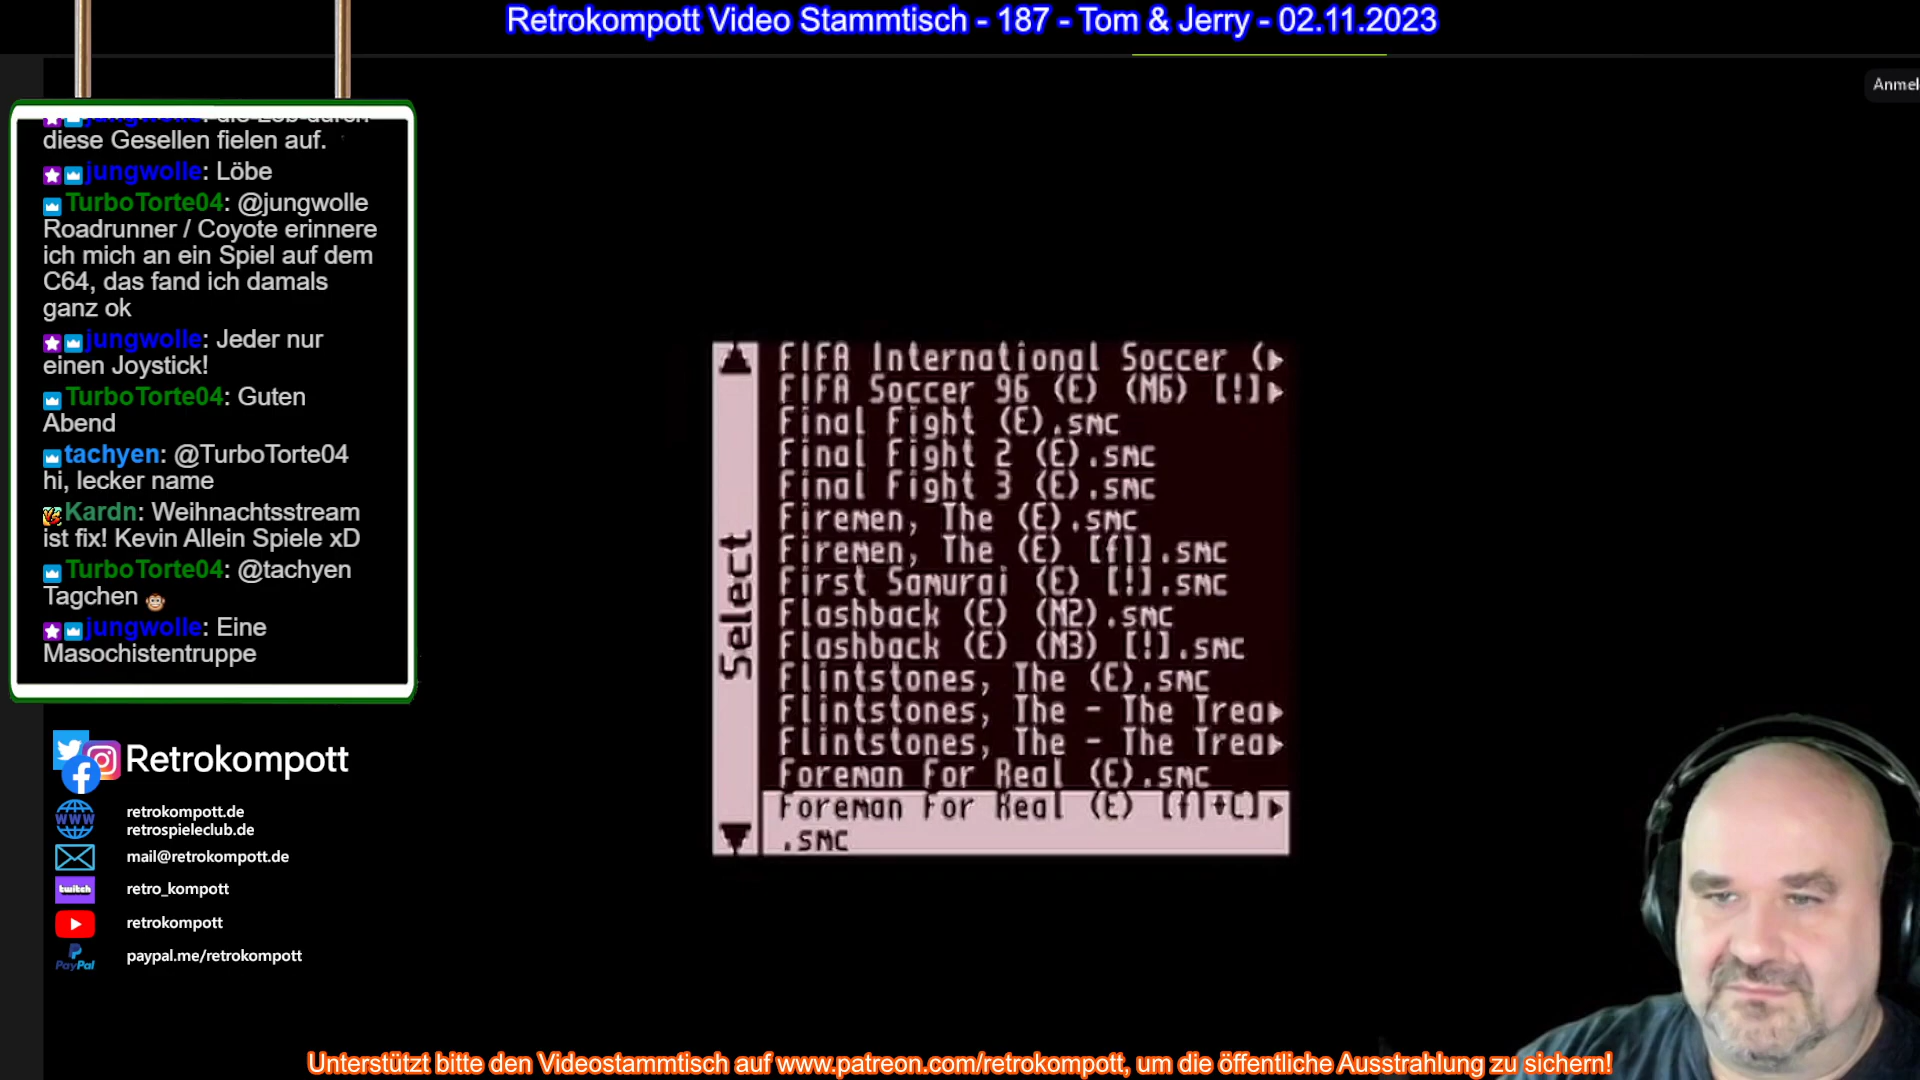 Retrokompott Video Stammtisch - 187 - Tom & Jerry - 02.11.2023
Anmel
diese Gesellen fielen auf.
jungwolle: Löbe
TurboTorte04: @jungwolle
Roadrunner / Coyote erinnere
ich mich an ein Spiel auf dem
C64, das fand ich damals
ganz ok
jungwolle: Jeder nur
einen Joystick!
TurboTorte04: Guten
Abend
tachyen: @TurboTorte04
hi, lecker name
Kardn: Weihnachtsstream
ist fix! Kevin Allein Spiele xD
TurboTorte04: @tachyen
Tagchen
jungwolle: Eine
Masochistentruppe
Select
FIFA International Soccer (
FIFA Soccer 96 (E) (M6) [!]
Final Fight (E).smc
Final Fight 2 (E).smc
Final Fight 3 (E).smc
Firemen, The (E).smc
Firemen, The (E) [f1].smc
First Samurai (E) [!].smc
Flashback (E) (M2).smc
Flashback (E) (M3) [!].smc
Flintstones, The (E).smc
Flintstones, The - The Trea
Flintstones, The - The Trea
Foreman For Real (E).smc
Foreman For Real (E) [f1+C]
.smc
Retrokompott
WWW
retrokompott.de
retrospieleclub.de
mail@retrokompott.de
twitch
retro_kompott
retrokompott
PayPal
paypal.me/retrokompott
Unterstützt bitte den Videostammtisch auf www.patreon.com/retrokompott, um die öffentliche Ausstrahlung zu sichern!